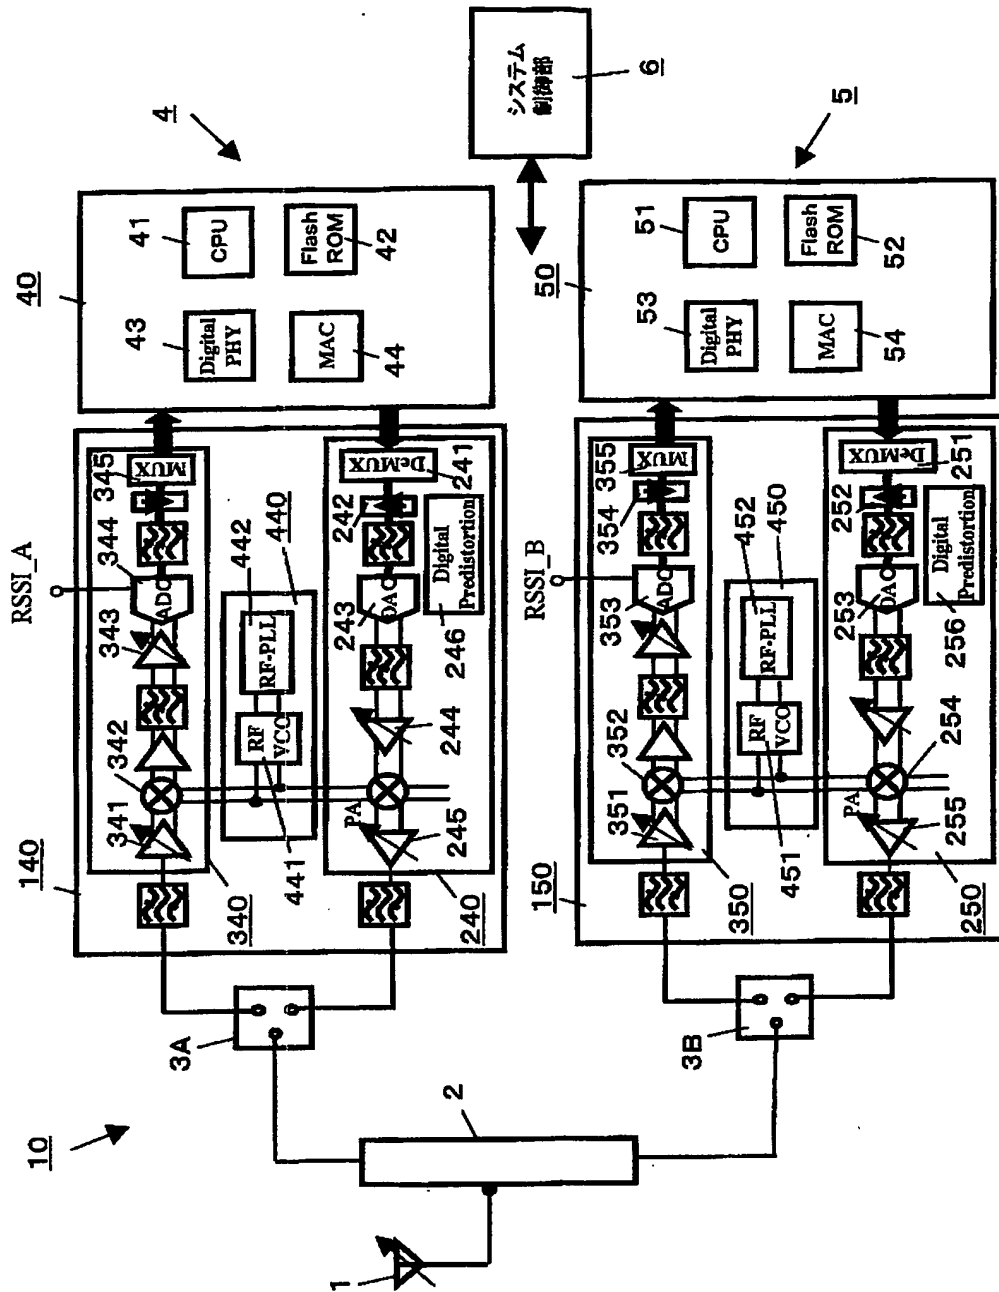 10
1
2
3A
3B
4
40
41
CPU
42
Flash
ROM
43
Digital
PHY
44
MAC
システム
制御部
6
5
50
51
CPU
52
Flash
ROM
53
Digital
PHY
54
MAC
RSSI_A
140
341
342
343
344
345
ADC
MUX
340
441
RF
VCO
442
RF-PLL
440
PA
245
244
243
DAC
242
DeMUX
241
246
Digital
Predistortion
240
RSSI_B
150
351
352
353
354
355
ADC
MUX
350
451
RF
VCO
452
RF-PLL
450
PA
255
254
253
DAC
252
DeMUX
251
256
Digital
Predistortion
250